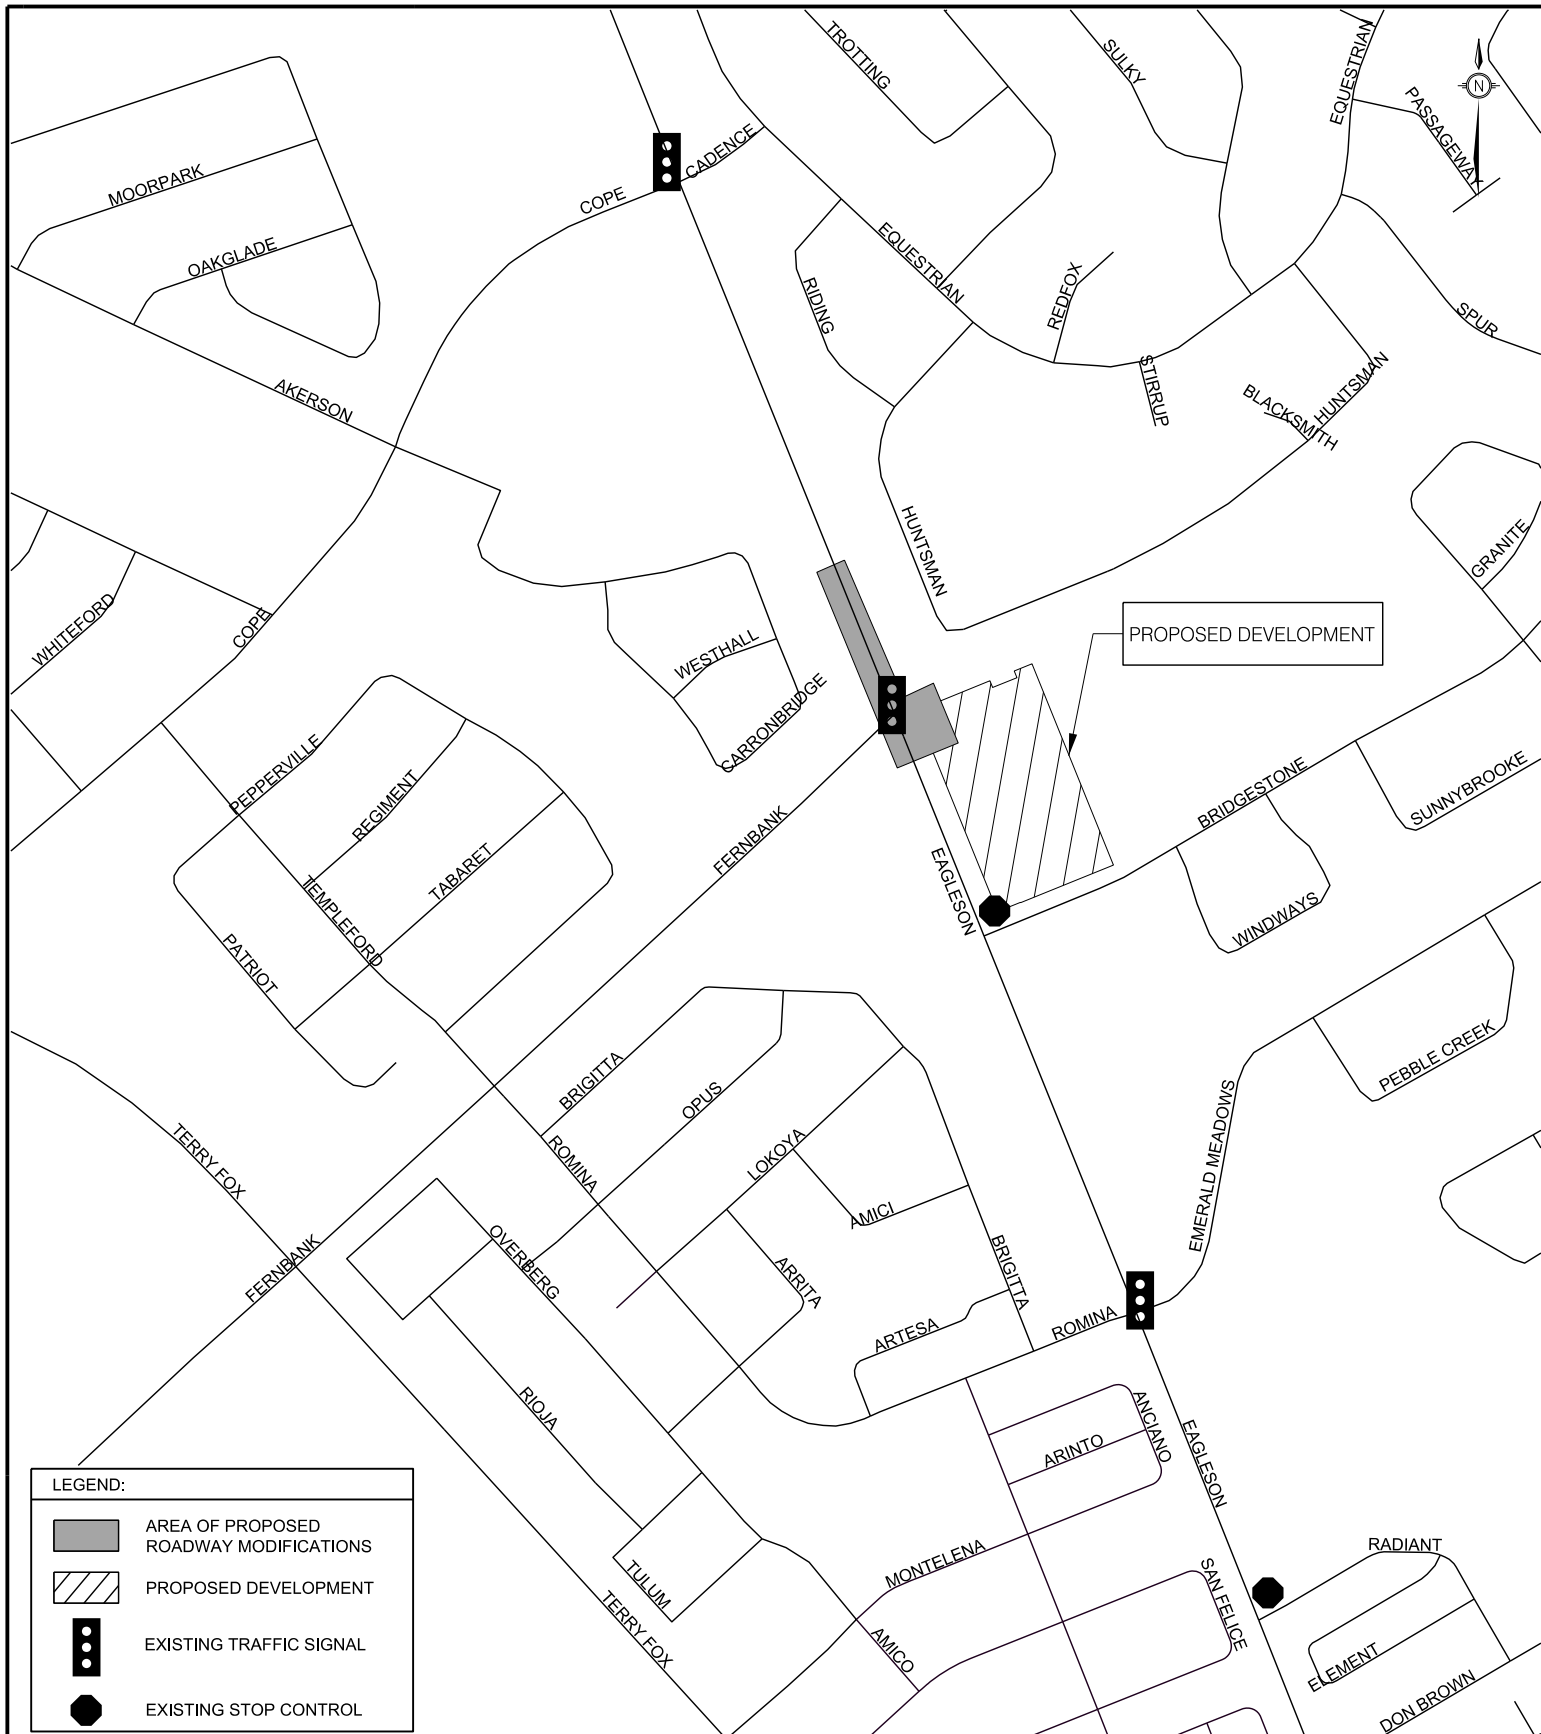 TROTTING
SULKY
EQUESTRIAN
PASSAGEWAY
N
CADENCE
COPE
MOORPARK
OAKGLADE
EQUESTRIAN
RIDING
REDFOX
SPUR
STIRRUP
HUNTSMAN
BLACKSMITH
AKERSON
HUNTSMAN
GRANITE
WHITEFORD
COPE
WESTHALL
CARRONBRIDGE
PROPOSED DEVELOPMENT
PEPPERVILLE
REGIMENT
TABARET
TEMPLEFORD
PATRIOT
FERNBANK
EAGLESON
BRIDGESTONE
SUNNYBROOKE
WINDWAYS
PEBBLE CREEK
EMERALD MEADOWS
BRIGITTA
OPUS
LOKOYA
ROMINA
TERRY FOX
AMICI
OVERBERG
FERNBANK
ARRITA
BRIGITTA
ARTESA
ROMINA
RIOJA
ANCIANO
ARINTO
EAGLESON
MONTELENA
RADIANT
SAN FELICE
TULUM
TERRY FOX
AMICO
ELEMENT
DON BROWN
LEGEND:
AREA OF PROPOSED
ROADWAY MODIFICATIONS
PROPOSED DEVELOPMENT
EXISTING TRAFFIC SIGNAL
EXISTING STOP CONTROL